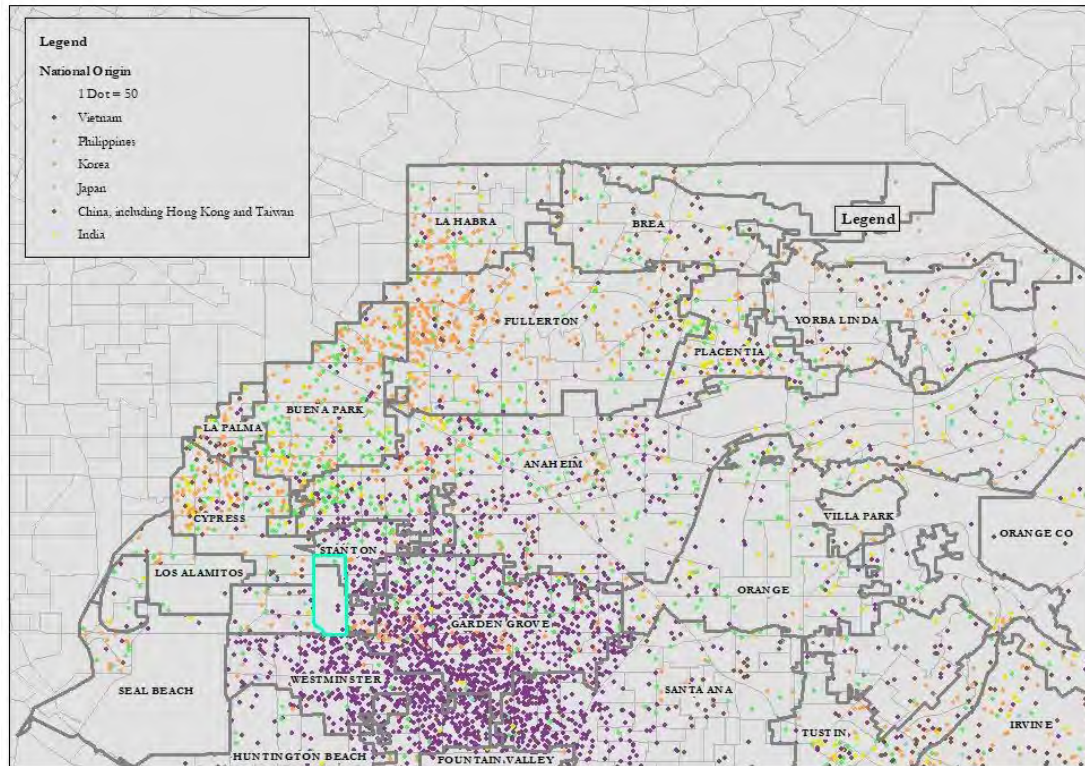 Legend
National Origin
1 Dot = 50
Vietnam
Philippines
Korea
Japan
China, including Hong Kong and Taiwan
India
LA HABRA
BREA
Legend
FULLERTON
YORBA LINDA
PLACENTIA
BUENA PARK
LA PALMA
ANAHEIM
CYPRESS
VILLA PARK
ORANGE CO
STANTON
LOS ALAMITOS
ORANGE
GARDEN GROVE
WESTMINSTER
SEAL BEACH
SANTA ANA
IRVINE
TUSTIN
HUNTINGTON BEACH
FOUNTAIN VALLEY